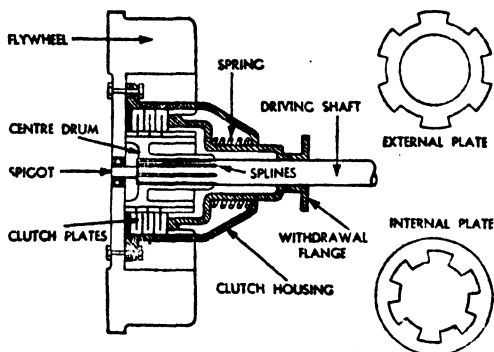 FLYWHEEL
SPRING
DRIVING SHAFT
EXTERNAL PLATE
CENTRE DRUM
SPIGOT
SPLINES
CLUTCH PLATES
WITHDRAWAL
FLANGE
INTERNAL PLATE
CLUTCH HOUSING